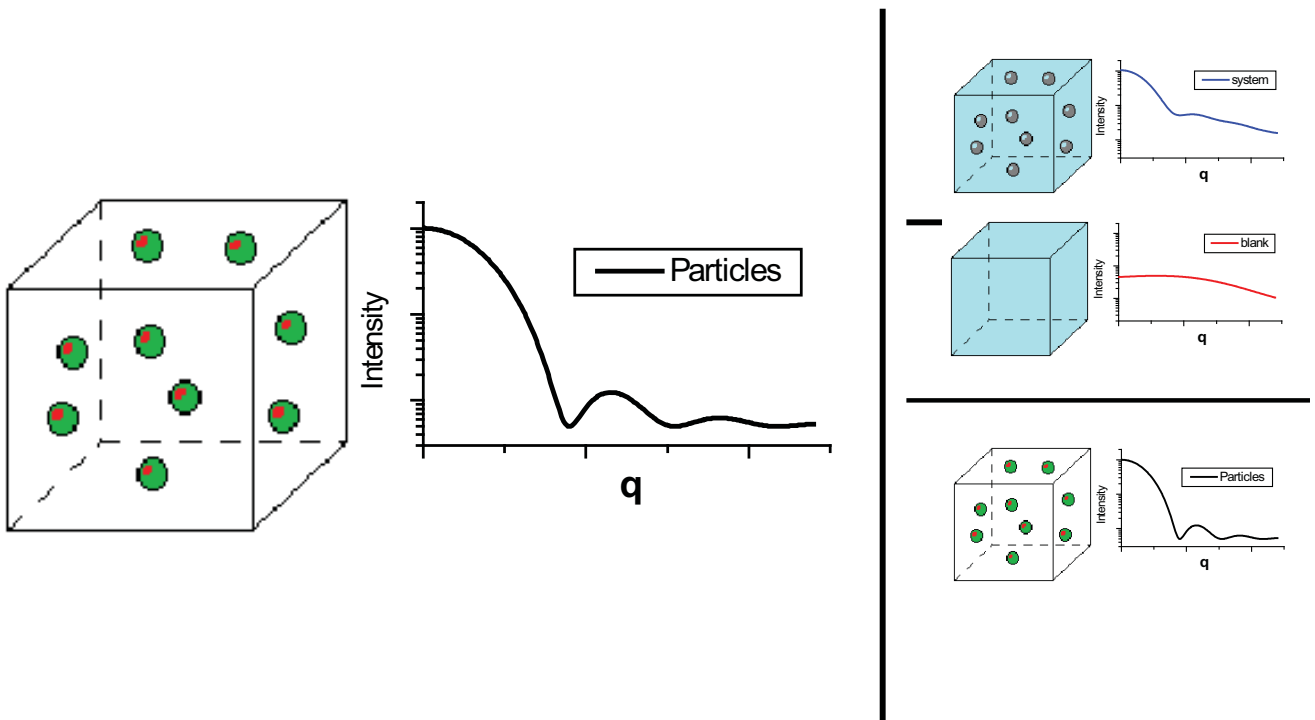 Intensity
Particles
q
Intensity
system
q
Intensity
blank
q
Intensity
Particles
q